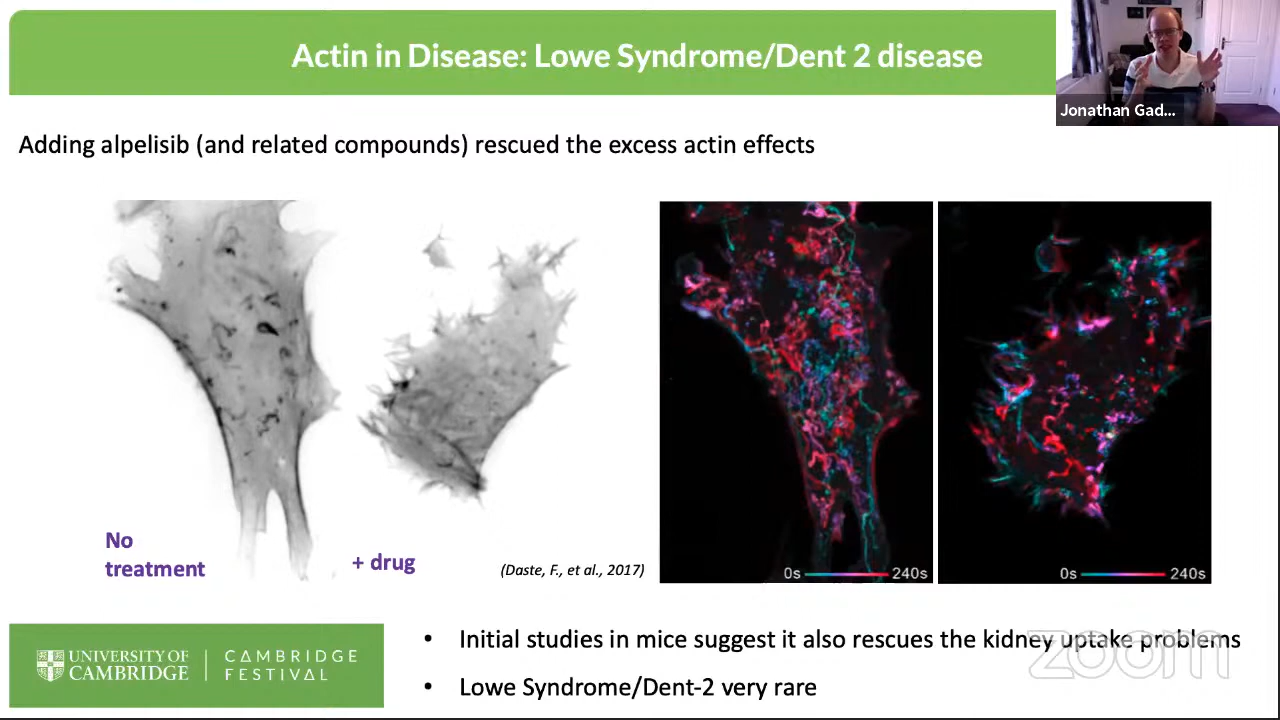 Actin in Disease: Lowe Syndrome/Dent 2 disease
Jonathan Gad...
Adding alpelisib (and related compounds) rescued the excess actin effects
No
treatment
+ drug
(Daste, F., et al., 2017)
0s 240s
0s 240s
• Initial studies in mice suggest it also rescues the kidney uptake problems
• Lowe Syndrome/Dent-2 very rare
UNIVERSITY OF
CAMBRIDGE
CAMBRIDGE
FESTIVAL
zoom